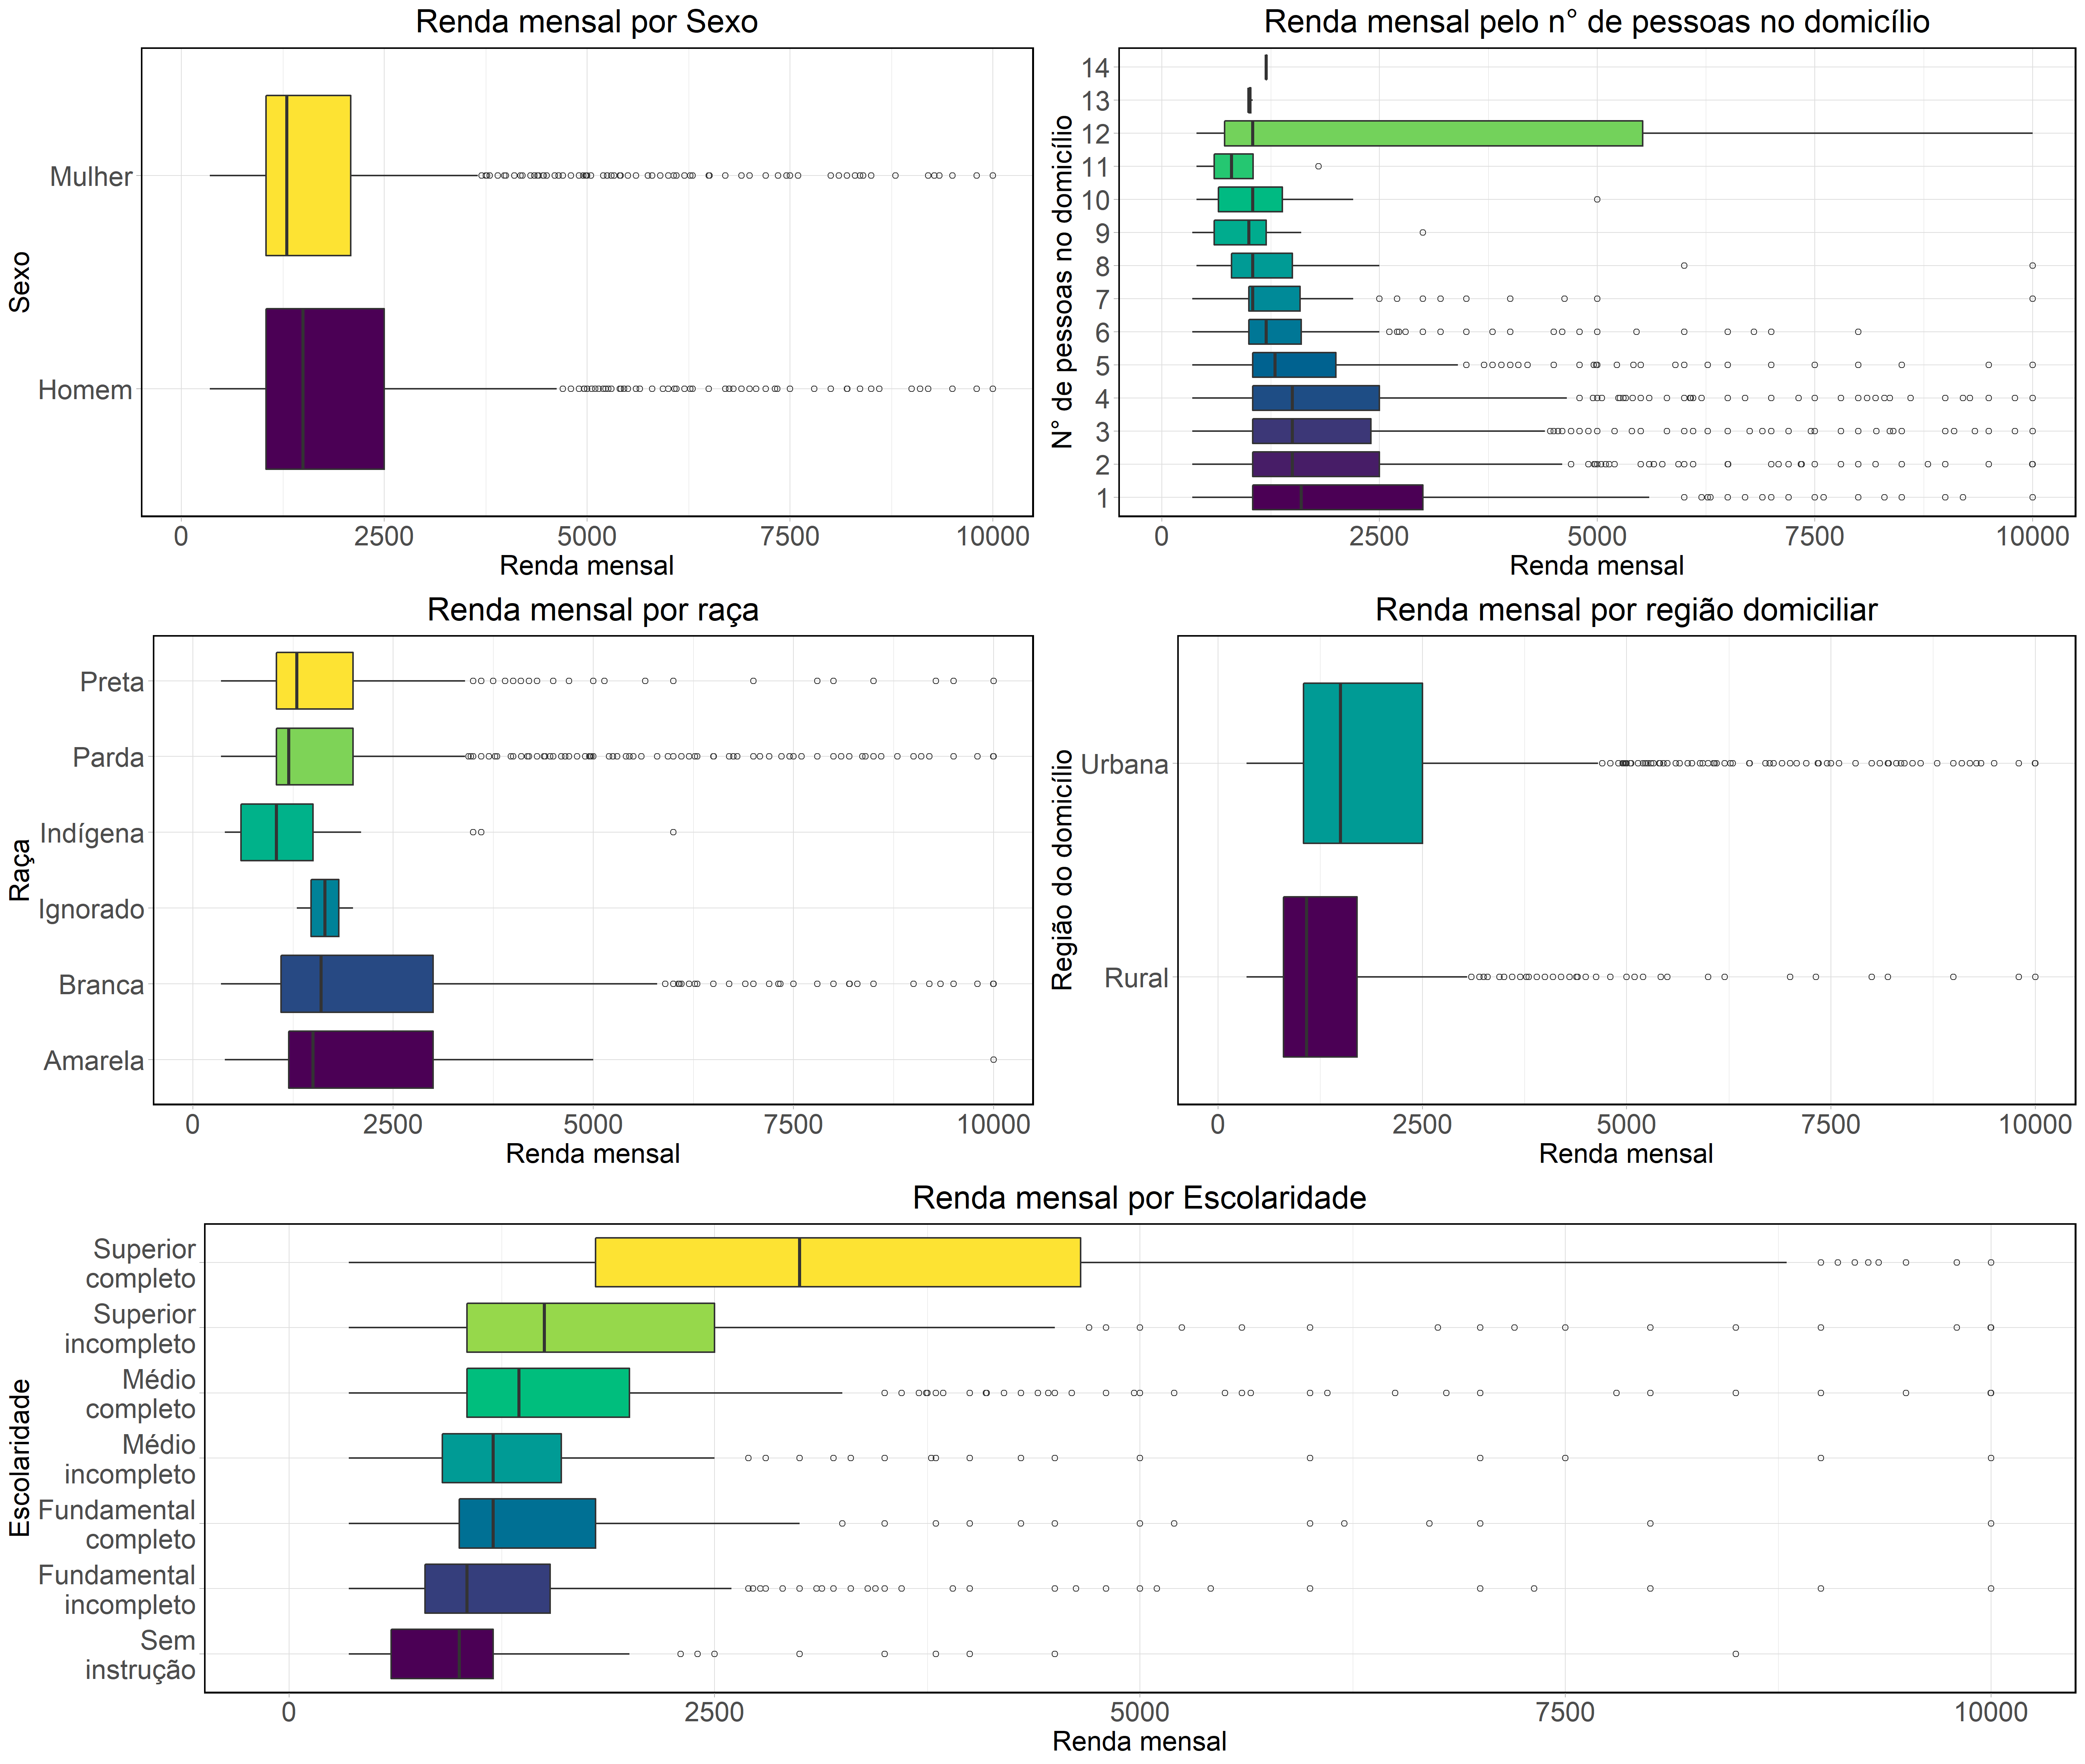 Renda mensal por Sexo
Sexo
Mulher
Homem
0 2500 5000 7500 10000
Renda mensal
Renda mensal pelo n° de pessoas no domicílio
N° de pessoas no domicílio
14
13
12
11
10
9
8
7
6
5
4
3
2
1
0 2500 5000 7500 10000
Renda mensal
Renda mensal por raça
Raça
Preta
Parda
Indígena
Ignorado
Branca
Amarela
0 2500 5000 7500 10000
Renda mensal
Renda mensal por região domiciliar
Região do domicílio
Urbana
Rural
0 2500 5000 7500 10000
Renda mensal
Renda mensal por Escolaridade
Escolaridade
Superior
completo
Superior
incompleto
Médio
completo
Médio
incompleto
Fundamental
completo
Fundamental
incompleto
Sem
instrução
0 2500 5000 7500 10000
Renda mensal